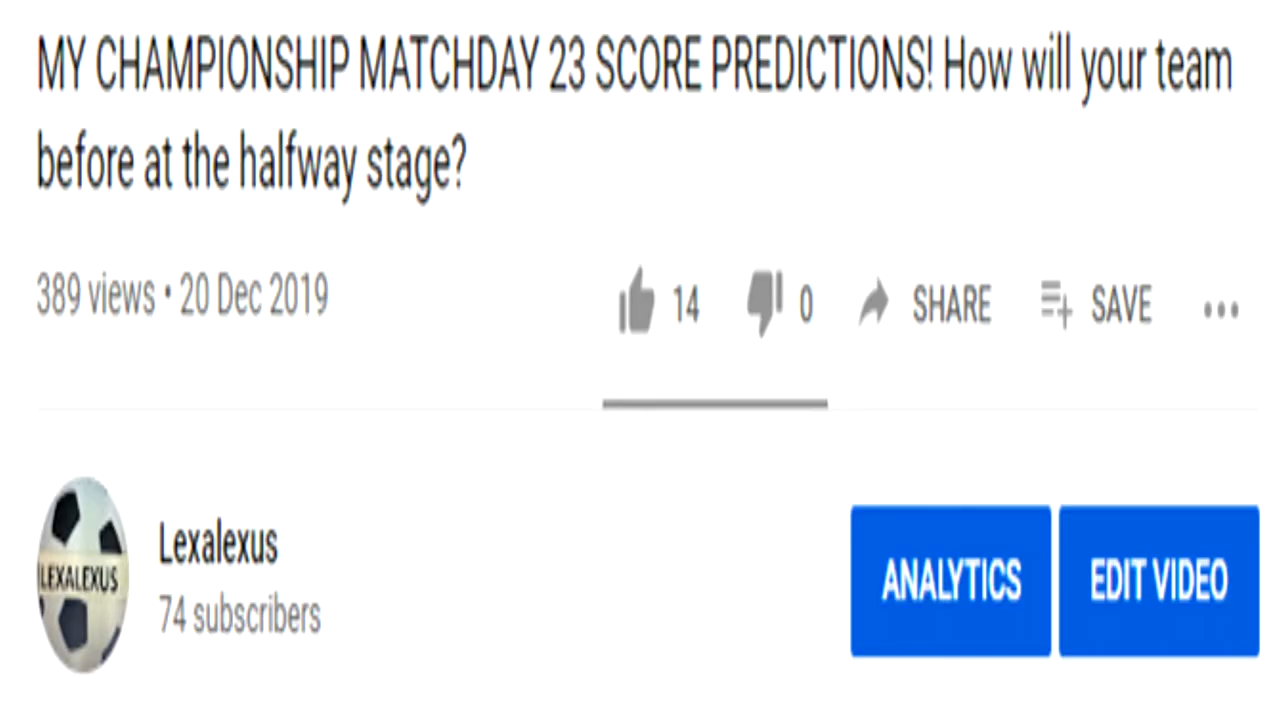 MY CHAMPIONSHIP MATCHDAY 23 SCORE PREDICTIONS! How will your team
before at the halfway stage?
389 views • 20 Dec 2019 14 0 SHARE SAVE
LEXALEXUS
Lexalexus
74 subscribers
ANALYTICS EDIT VIDEO